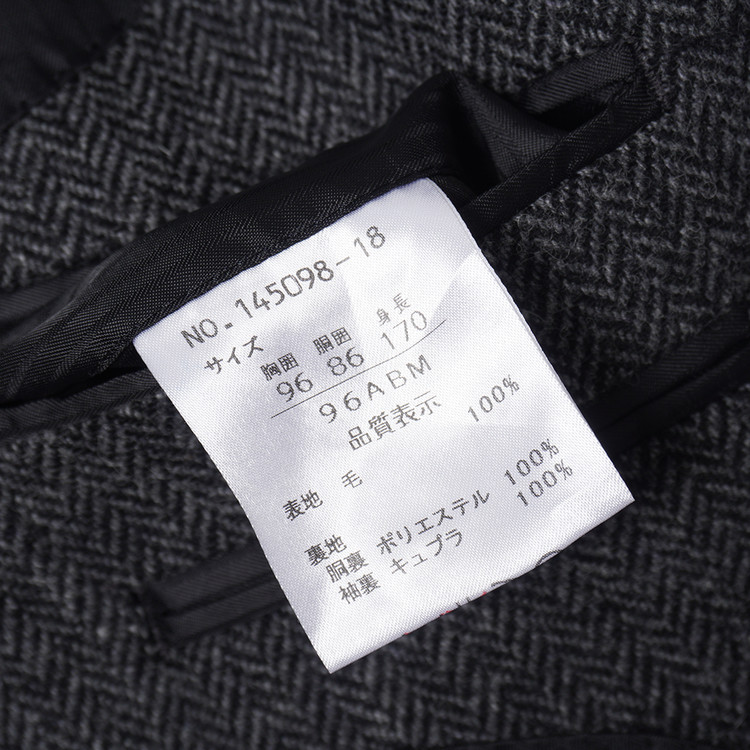 NO.145098-18
サイズ
胸囲 胴囲 身長
96 86 170
96ABM
品質表示
表地 毛 100%
裏地
胴裏 ポリエステル 100%
袖裏 キュプラ 100%